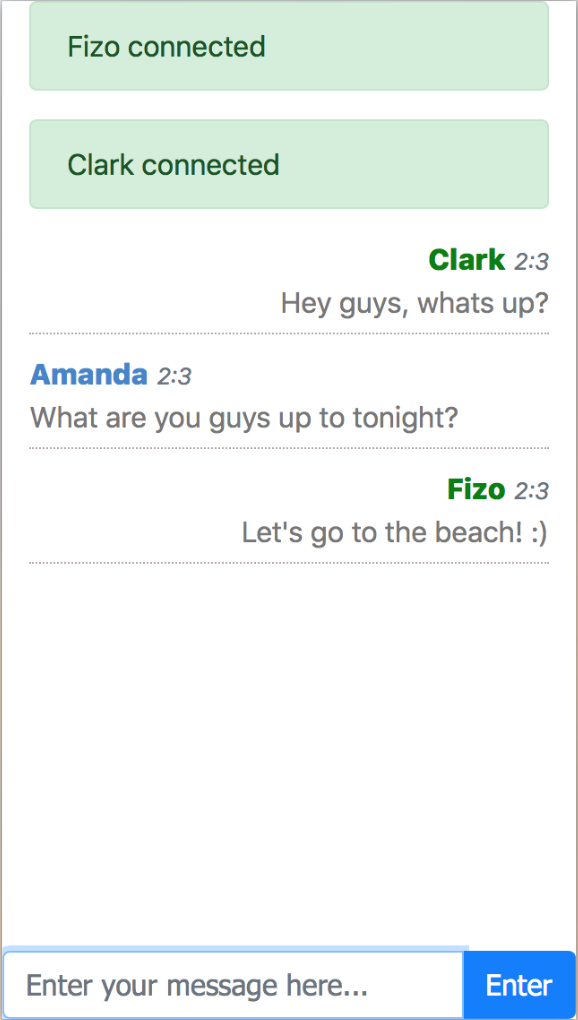 Fizo connected
Clark connected
Clark 2:3
Hey guys, whats up?
Amanda 2:3
What are you guys up to tonight?
Fizo 2:3
Let's go to the beach! :)
Enter your message here...
Enter